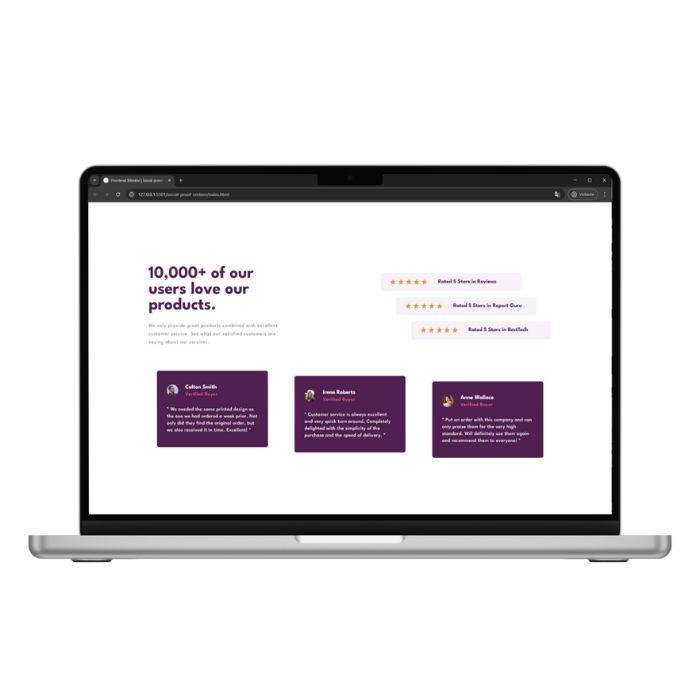 Frontend Mentor | Social proof
127.00.1:5501/social-proof-section/index.html
10,000+ of our
users love our
products.
We only provide great products combined with excellent
customer service. See what our satisfied customers are
saying about our services.
Rated 5 Stars in Reviews
Rated 5 Stars in Report Guru
Rated 5 Stars in BestTech
Colton Smith
Verified Buyer
" We needed the same printed design as
the one we had ordered a week prior. Not
only did they find the original order, but
we also received it in time. Excellent! "
Irene Roberts
Verified Buyer
" Customer service is always excellent
and very quick turn around. Completely
delighted with the simplicity of the
purchase and the speed of delivery. "
Anne Wallace
Verified Buyer
" Put an order with this company and can
only praise them for the very high
standard. Will definitely use them again
and recommend them to everyone! "